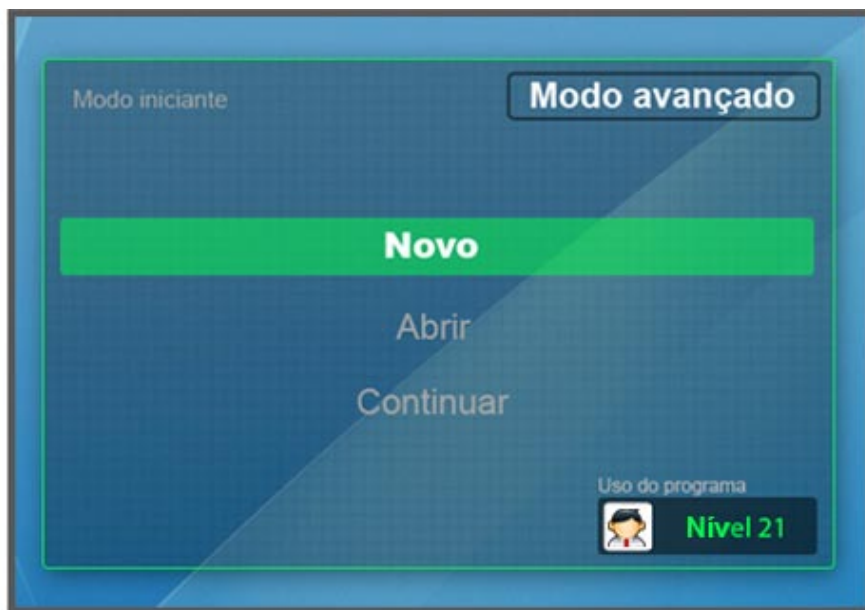 Modo iniciante
Modo avançado
Novo
Abrir
Continuar
Uso do programa
Nível 21